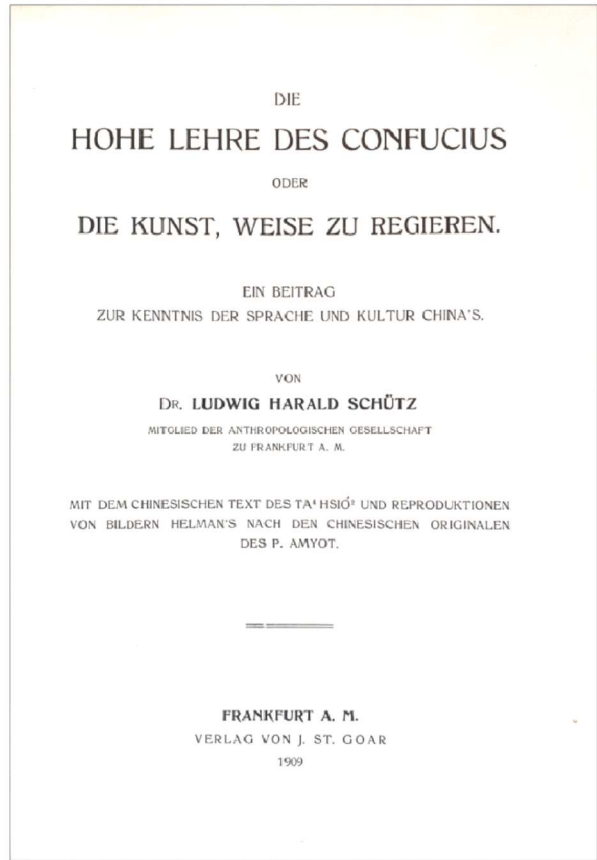 DIE
HOHE LEHRE DES CONFUCIUS
ODER
DIE KUNST, WEISE ZU REGIEREN.
EIN BEITRAG
ZUR KENNTNIS DER SPRACHE UND KULTUR CHINA'S.
VON
DR. LUDWIG HARALD SCHÜTZ
MITGLIED DER ANTHROPOLOGISCHEN GESELLSCHAFT
ZU FRANKFURT A. M.
MIT DEM CHINESISCHEN TEXT DES TA⁴ HSIÓ² UND REPRODUKTIONEN
VON BILDERN HELMAN'S NACH DEN CHINESISCHEN ORIGINALEN
DES P. AMYOT.
FRANKFURT A. M.
VERLAG VON J. ST. GOAR
1909